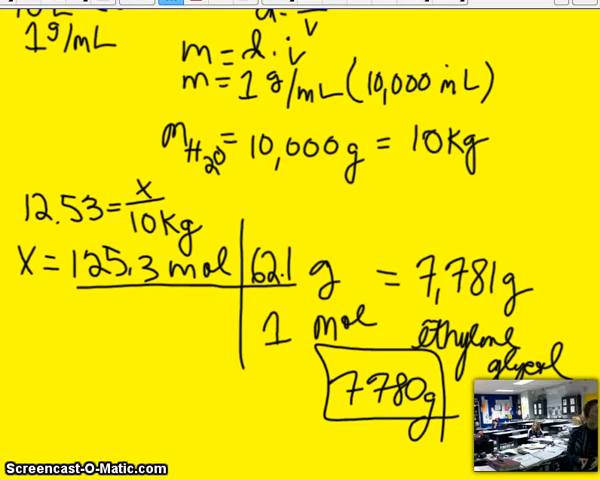 1g/mL
m = d · v
m = 1 g/mL (10,000 mL)
mH2O = 10,000g = 10Kg
12.53 = x/10Kg
X = 125.3 mol | 62.1 g = 7,781g
1 mol ethylene
glycol
7780g
Screencast-O-Matic.com